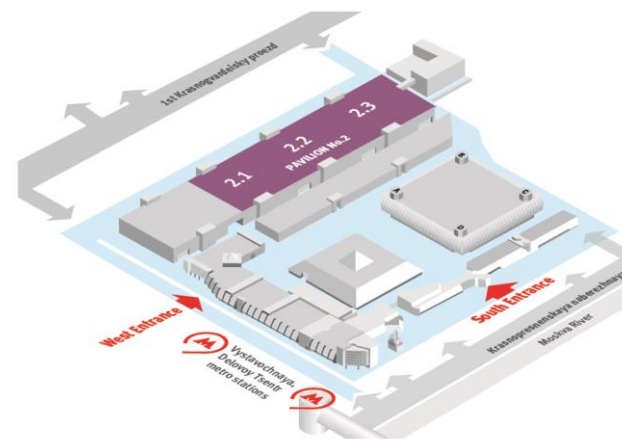 1st Krasnogvardeisky proezd
2.1
2.2
2.3
PAVILION No.2
A
B
C
D
West Entrance
South Entrance
Vystavochnaya,
Delovoy Tsentr
metro stations
Krasnopresnenskaya naberezhnaya
Moskva River